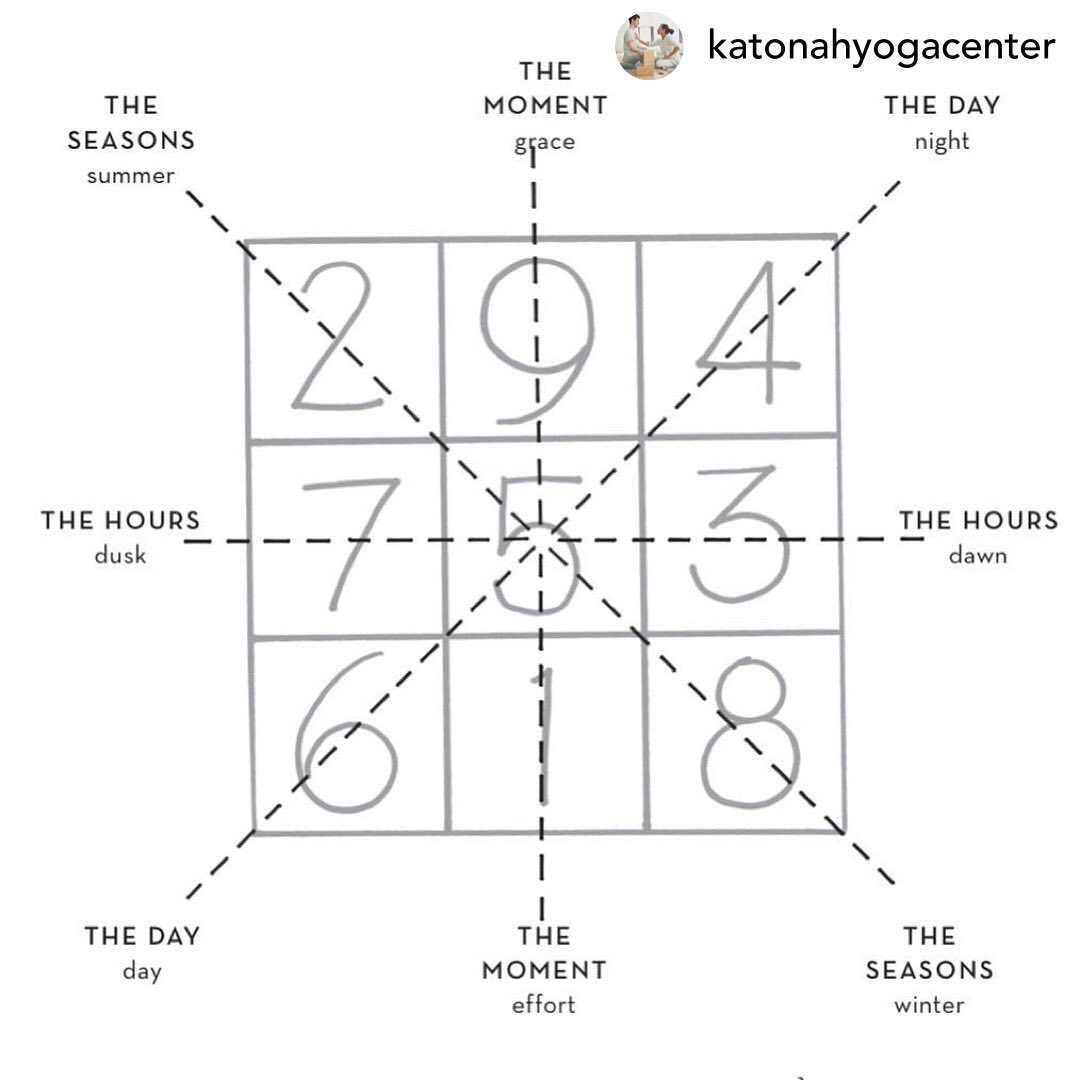 katonahyogacenter
THE
MOMENT
grace
THE
SEASONS
summer
THE DAY
night
2 9 4
THE HOURS
dusk
7 5 3
THE HOURS
dawn
6 1 8
THE DAY
day
THE
MOMENT
effort
THE
SEASONS
winter